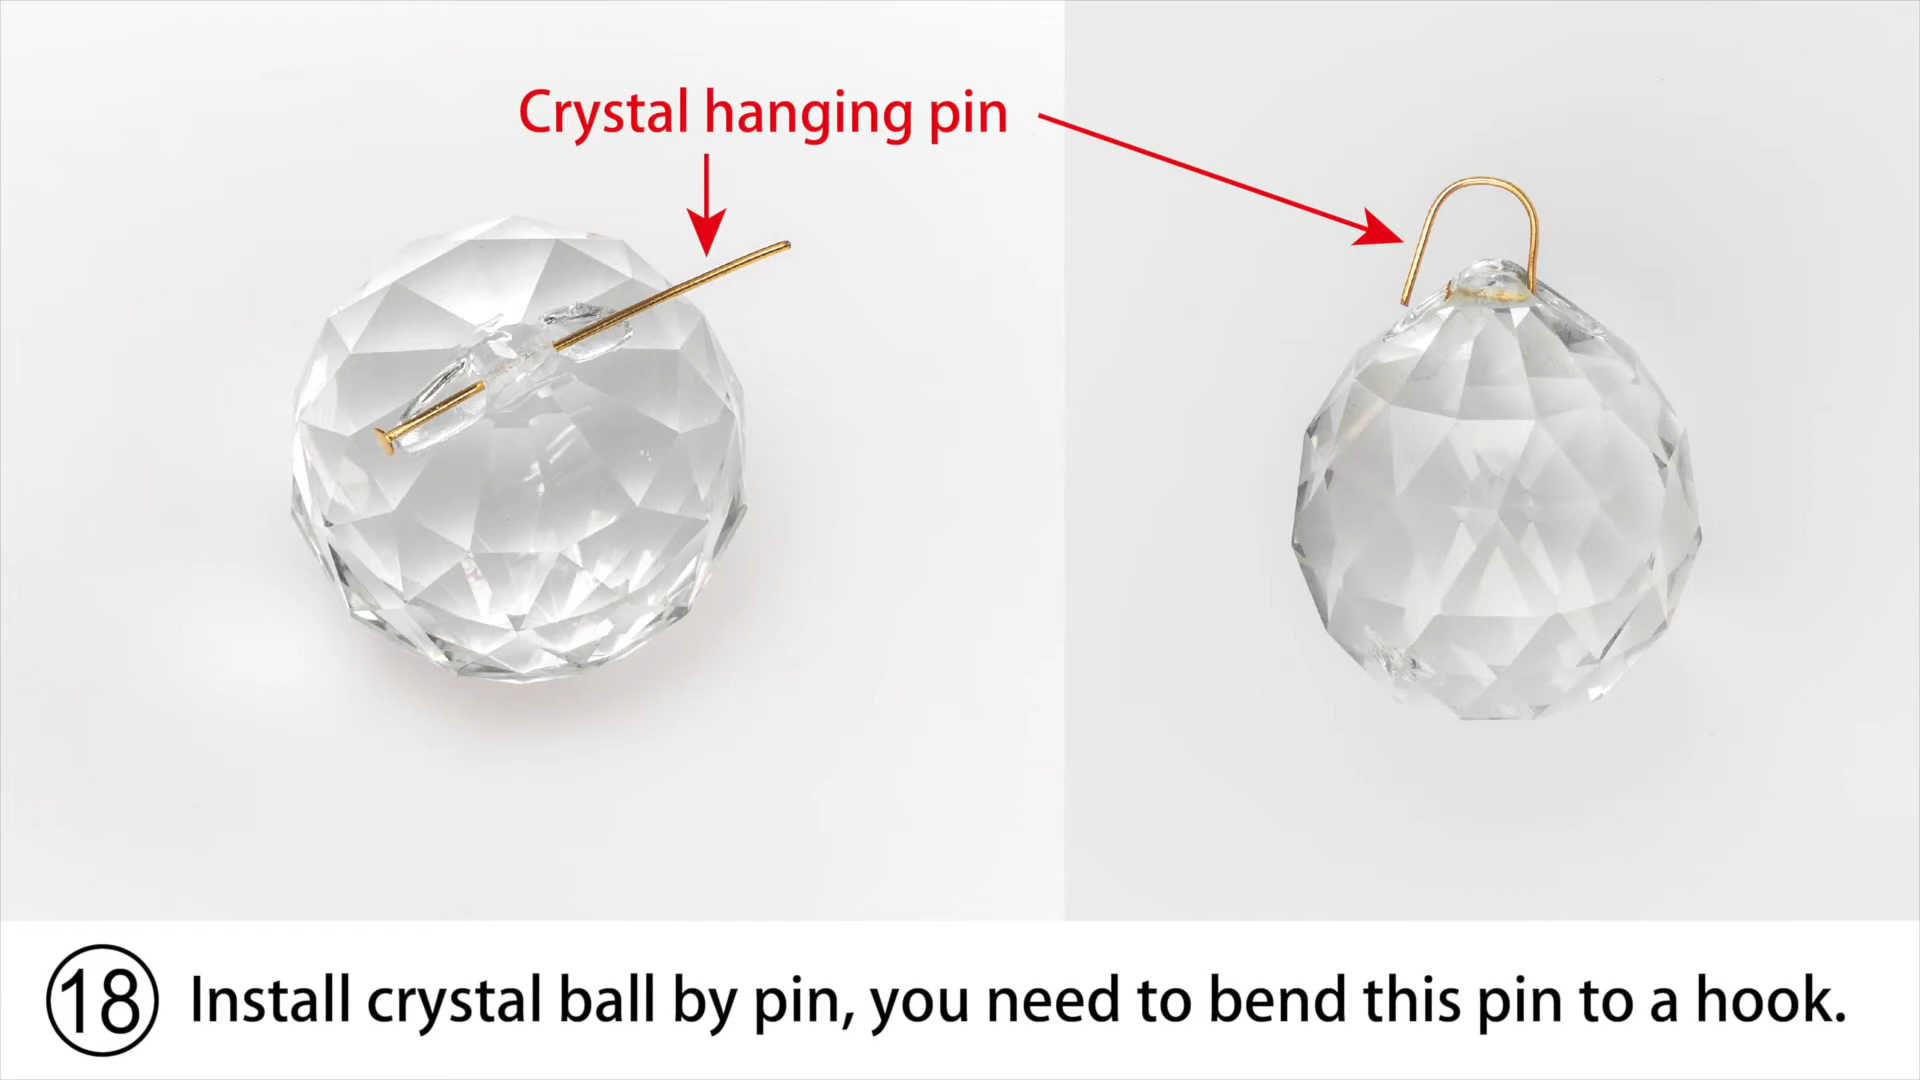 Crystal hanging pin
18 Install crystal ball by pin, you need to bend this pin to a hook.